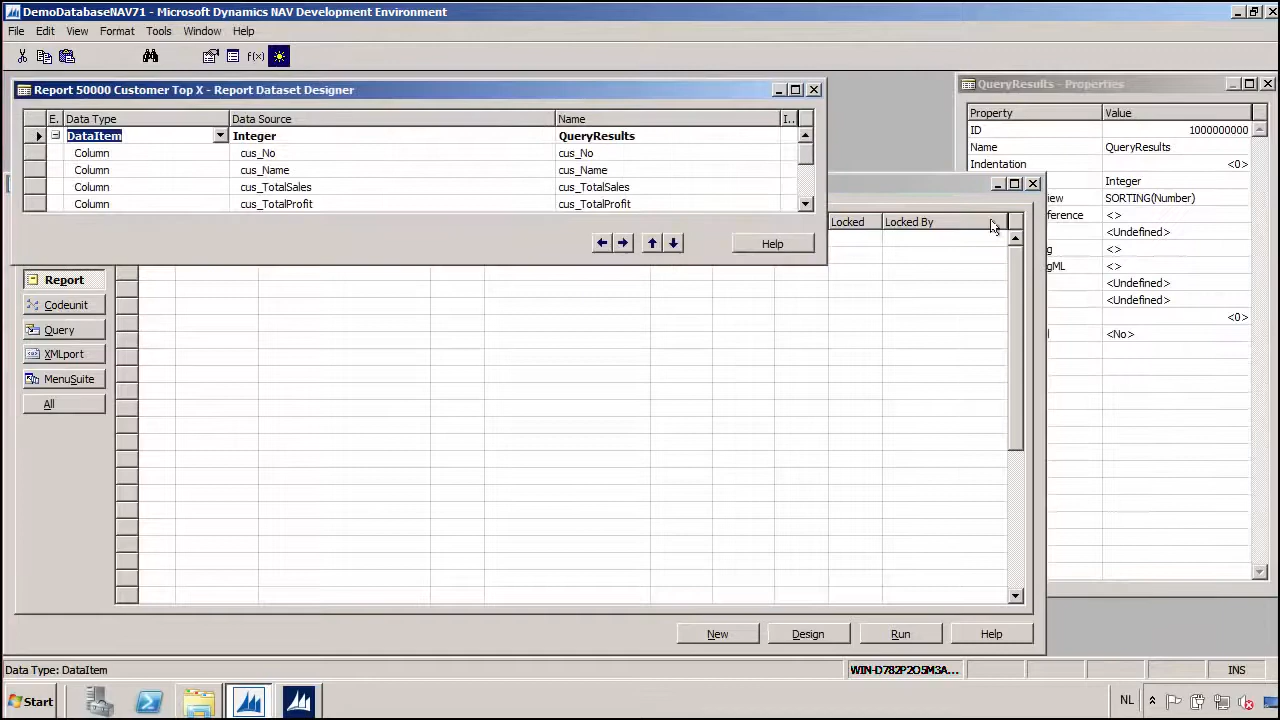 DemoDatabaseNAV71 - Microsoft Dynamics NAV Development Environment
File Edit View Format Tools Window Help
Report 50000 Customer Top X - Report Dataset Designer
E. Data Type Data Source Name I..
DataItem Integer QueryResults
Column cus_No cus_No
Column cus_Name cus_Name
Column cus_TotalSales cus_TotalSales
Column cus_TotalProfit cus_TotalProfit
Help
QueryResults - Properties
Property Value
ID 1000000000
Name QueryResults
Indentation <0>
Integer
iew SORTING(Number)
ference <>
<Undefined>
g <>
gML <>
<Undefined>
<Undefined>
<0>
<No>
Locked Locked By
Report
Codeunit
Query
XMLport
MenuSuite
All
New Design Run Help
Data Type: DataItem WIN-D782P2O5M3A... INS
Start NL